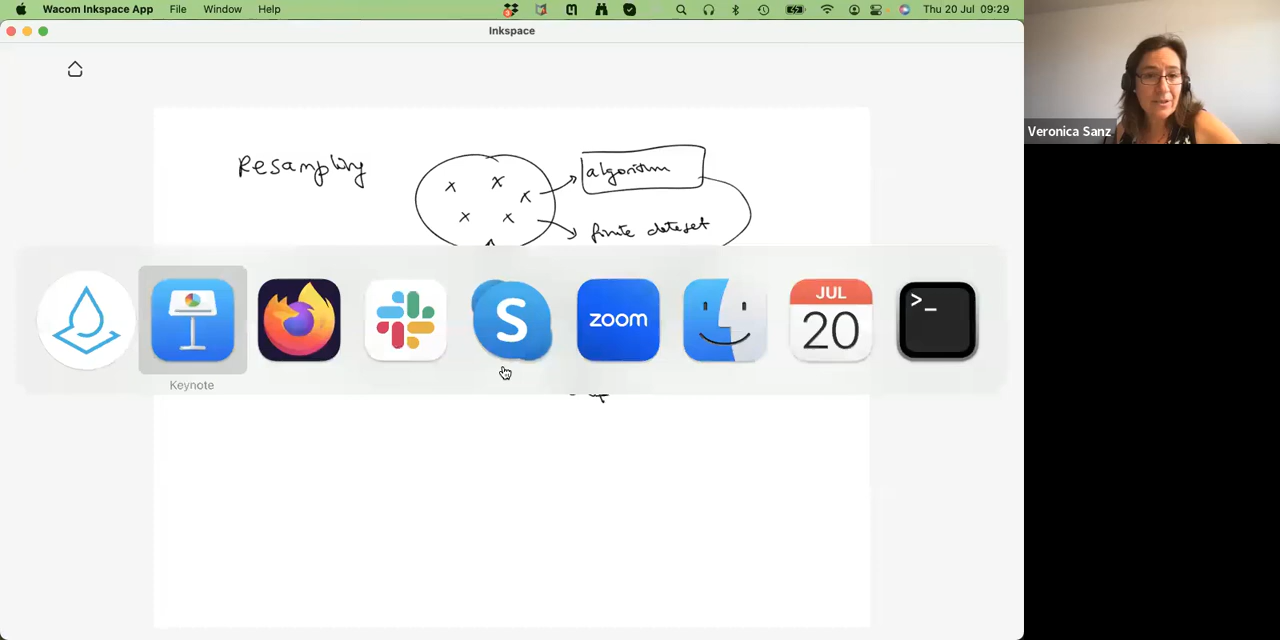 Wacom Inkspace App File Window Help Thu 20 Jul 09:29
Inkspace
Veronica Sanz
Resampling
algorithm
finite dataset
S
zoom
JUL
20
>_
Keynote